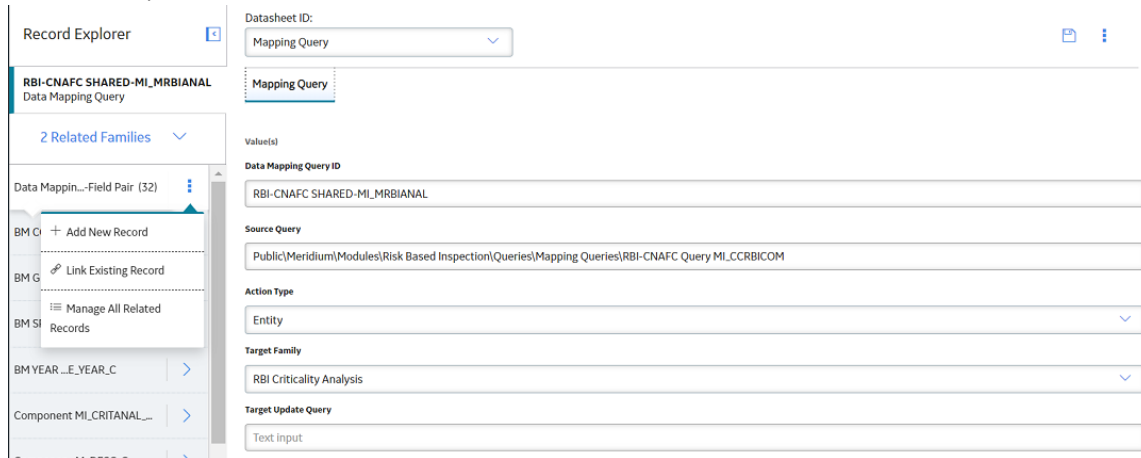 Record Explorer
RBI-CNAFC SHARED-MI_MRBIANAL
Data Mapping Query
2 Related Families
Data Mappin...-Field Pair (32)
+ Add New Record
Link Existing Record
Manage All Related
Records
BM
BM
BM
BM YEAR ...E_YEAR_C
Component MI_CRITANAL_...
Datasheet ID:
Mapping Query
Mapping Query
Value(s)
Data Mapping Query ID
RBI-CNAFC SHARED-MI_MRBIANAL
Source Query
Public\Meridium\Modules\Risk Based Inspection\Queries\Mapping Queries\RBI-CNAFC Query MI_CCRBICOM
Action Type
Entity
Target Family
RBI Criticality Analysis
Target Update Query
Text input